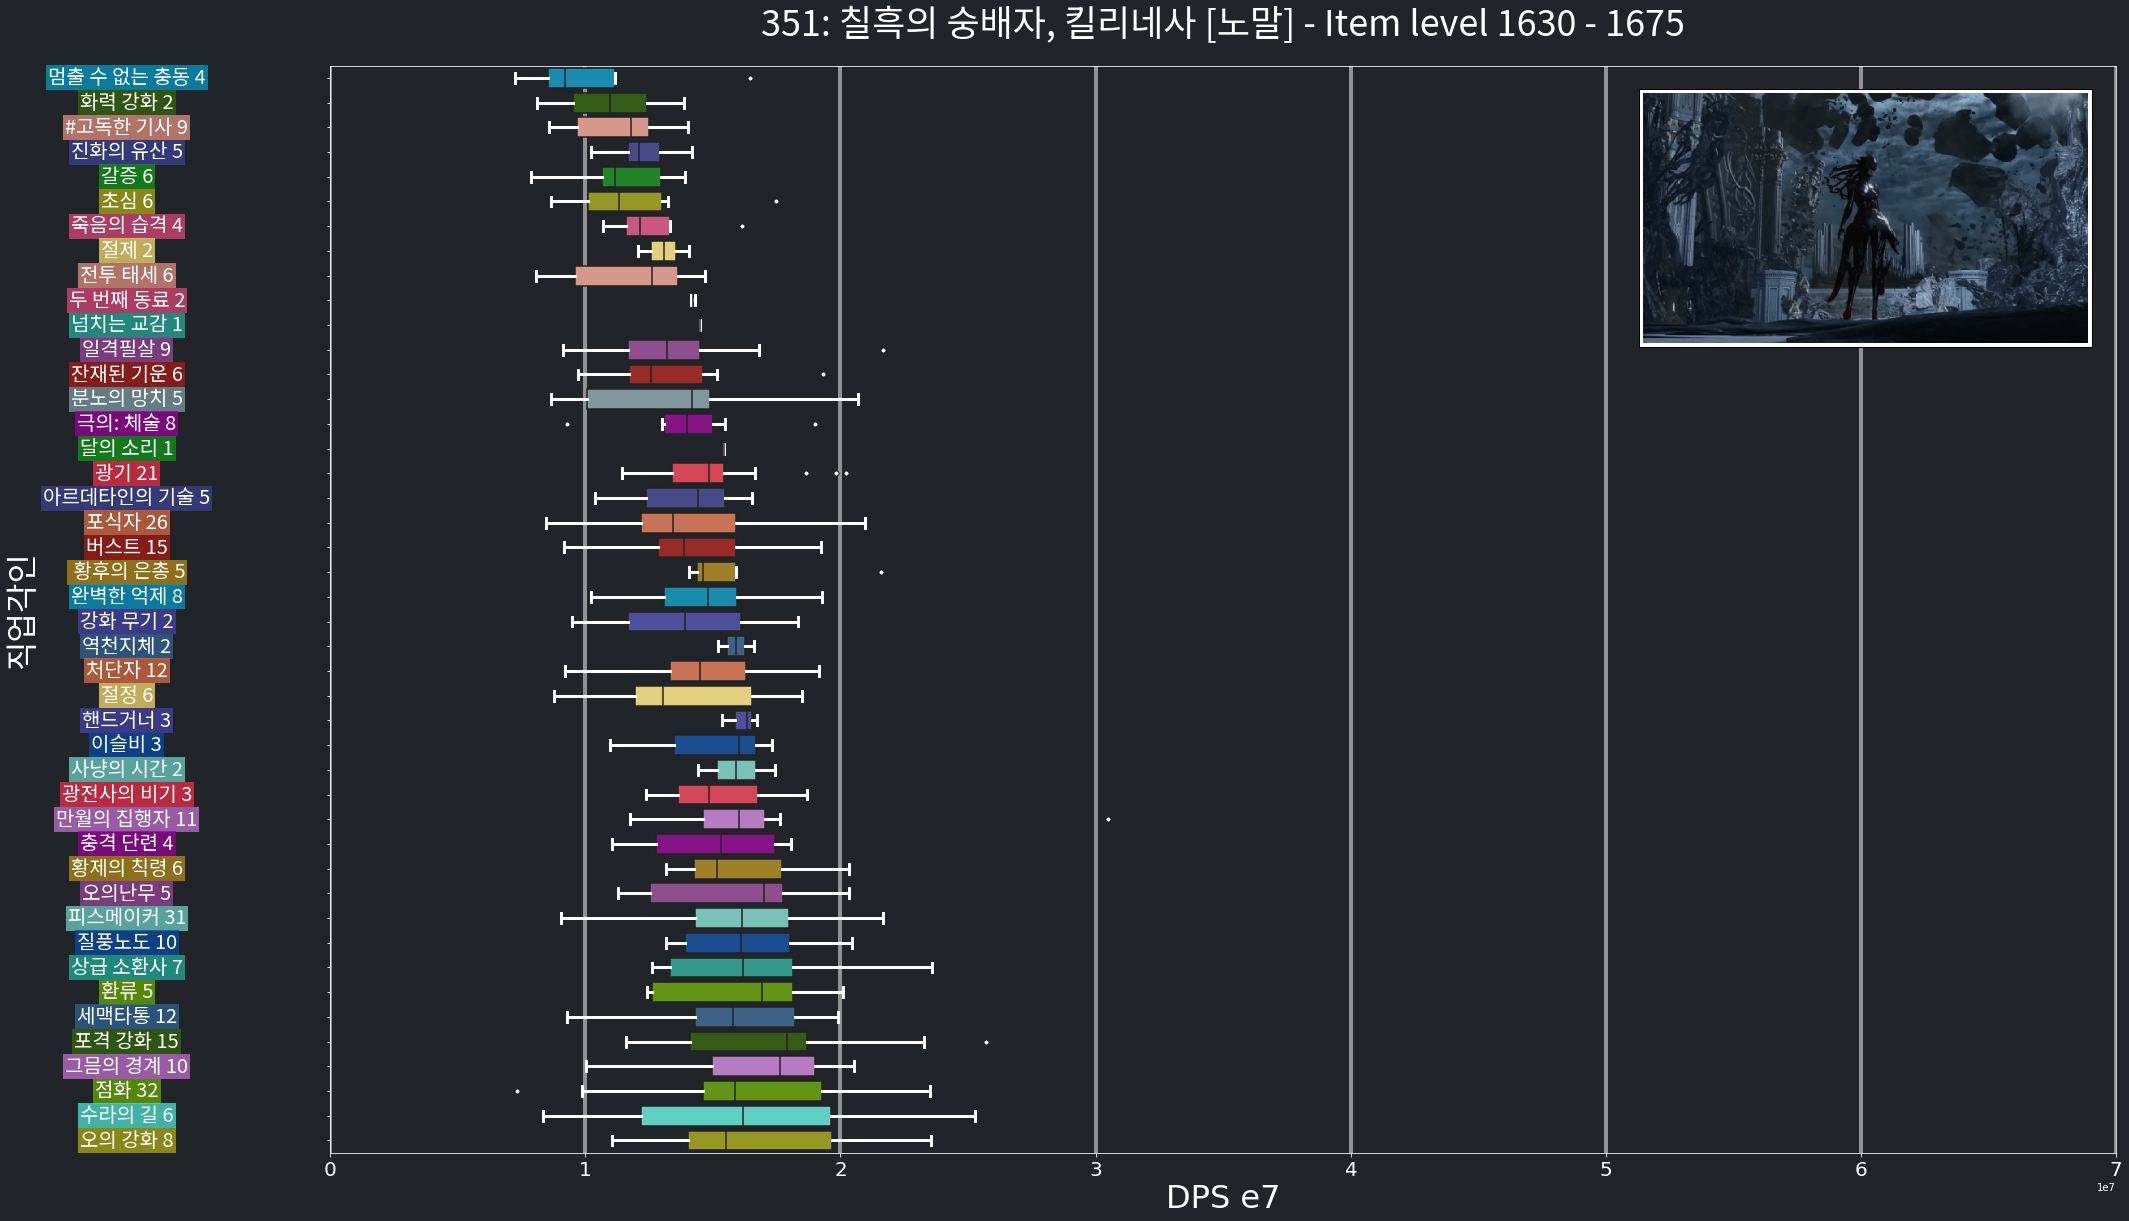 351: 칠흑의 숭배자, 킬리네사 [노말] - Item level 1630 - 1675
직업각인
멈출 수 없는 충동 4
화력 강화 2
#고독한 기사 9
진화의 유산 5
갈증 6
초심 6
죽음의 습격 4
절제 2
전투 태세 6
두 번째 동료 2
넘치는 교감 1
일격필살 9
잔재된 기운 6
분노의 망치 5
극의: 체술 8
달의 소리 1
광기 21
아르데타인의 기술 5
포식자 26
버스트 15
황후의 은총 5
완벽한 억제 8
강화 무기 2
역천지체 2
처단자 12
절정 6
핸드거너 3
이슬비 3
사냥의 시간 2
광전사의 비기 3
만월의 집행자 11
충격 단련 4
황제의 칙령 6
오의난무 5
피스메이커 31
질풍노도 10
상급 소환사 7
환류 5
세맥타통 12
포격 강화 15
그믐의 경계 10
점화 32
수라의 길 6
오의 강화 8
0 1 2 3 4 5 6 7
1e7
DPS e7